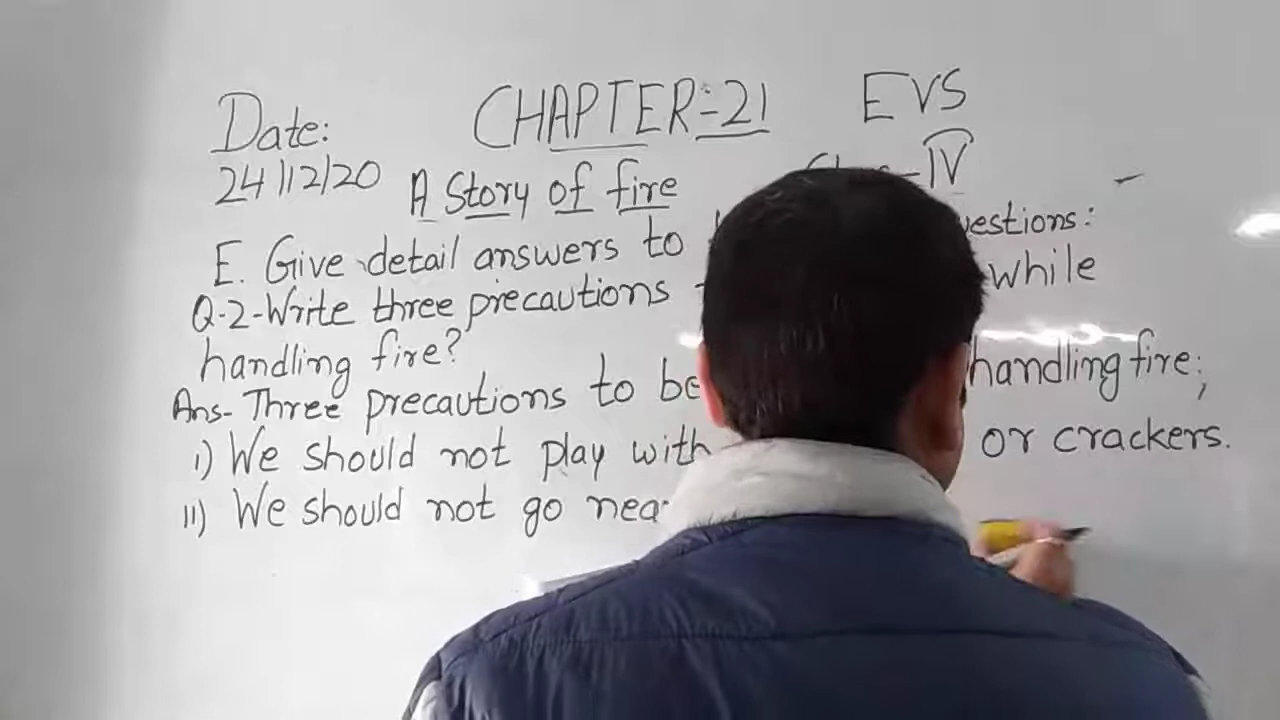 CHAPTER:-21 EVS
Date:
24/12/20 A Story of fire IV
E. Give detail answers to
Q-2-Write three precautions while
handling fire?
Ans- Three precautions to be handling fire;
i) We should not play with or crackers.
ii) We should not go near